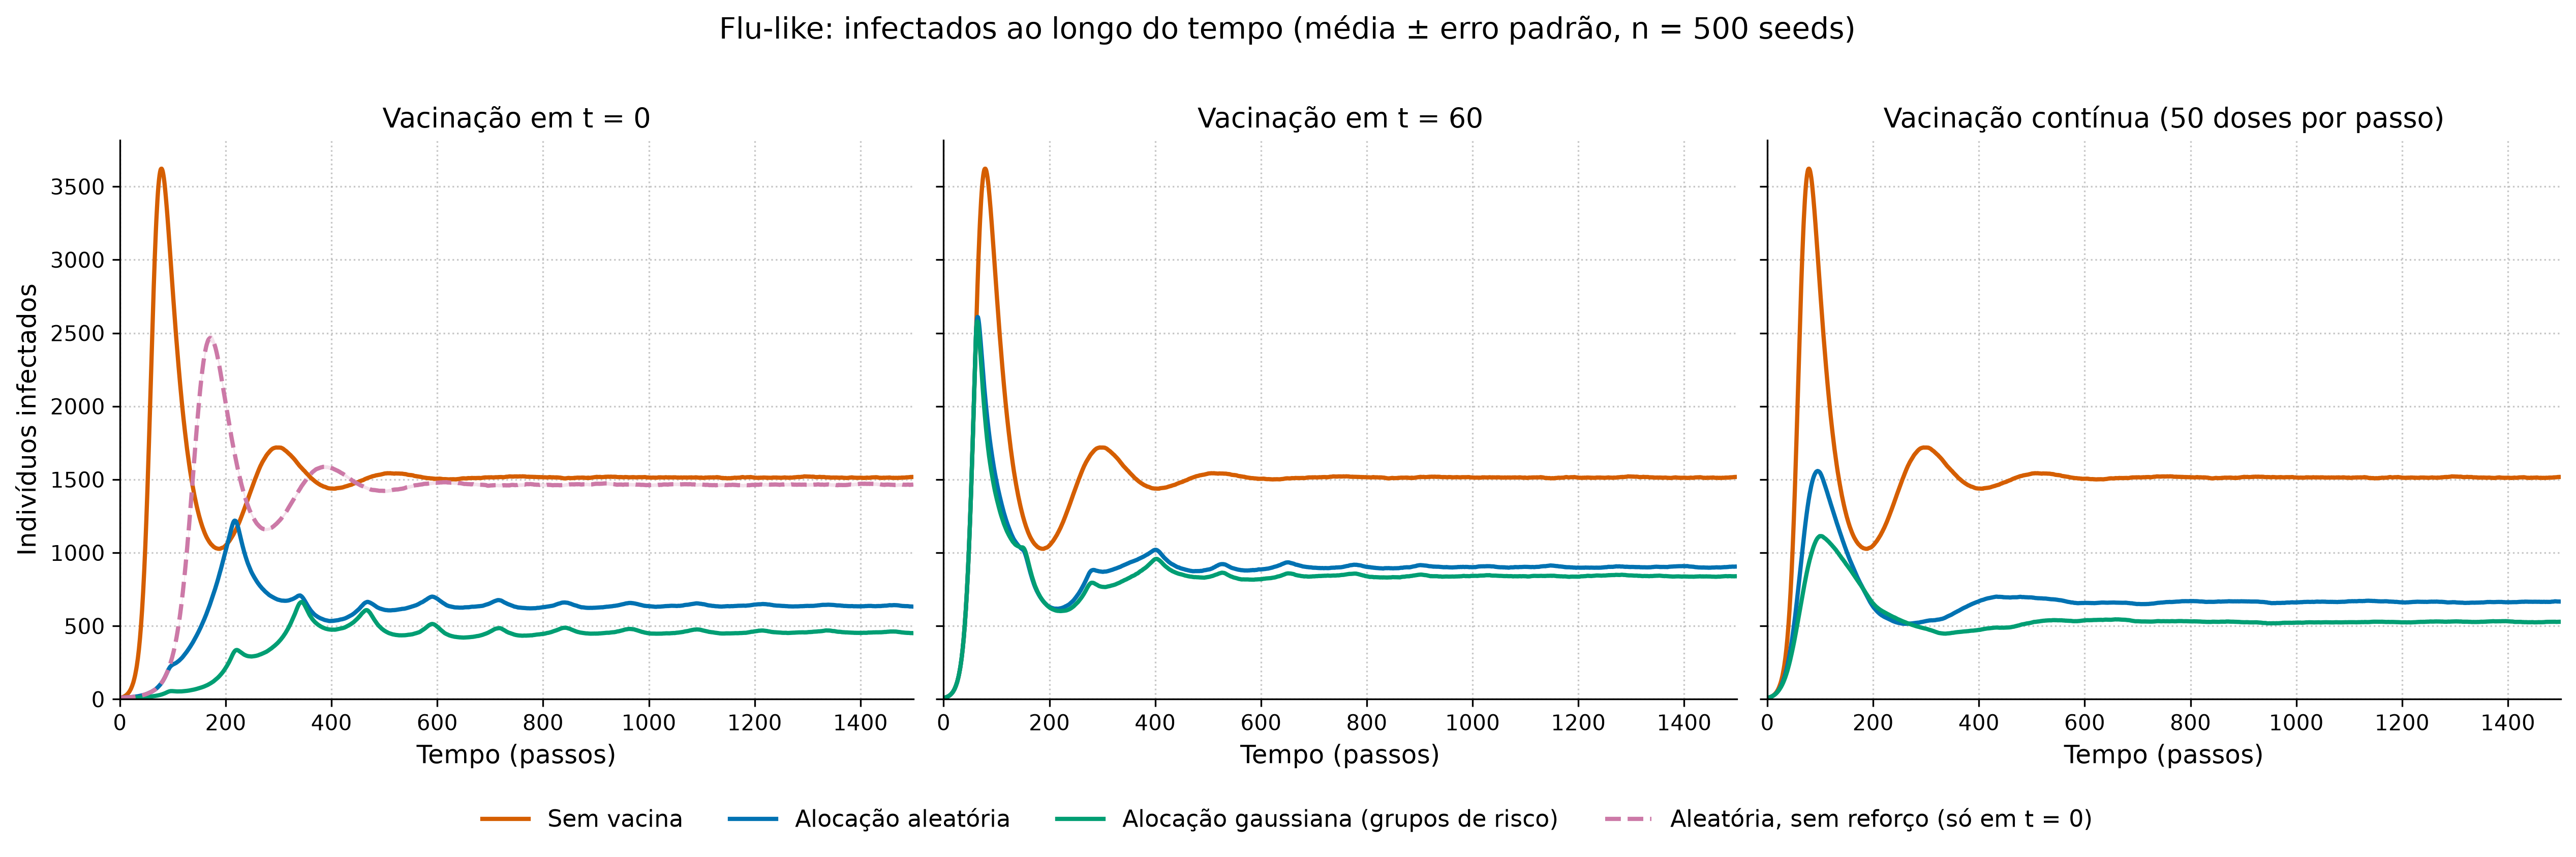 Flu-like: infectados ao longo do tempo (média ± erro padrão, n = 500 seeds)
Vacinação em t = 0
Vacinação em t = 60
Vacinação contínua (50 doses por passo)
Indivíduos infectados
3500
3000
2500
2000
1500
1000
500
0
0 200 400 600 800 1000 1200 1400
0 200 400 600 800 1000 1200 1400
0 200 400 600 800 1000 1200 1400
Tempo (passos)
Tempo (passos)
Tempo (passos)
Sem vacina
Alocação aleatória
Alocação gaussiana (grupos de risco)
Aleatória, sem reforço (só em t = 0)